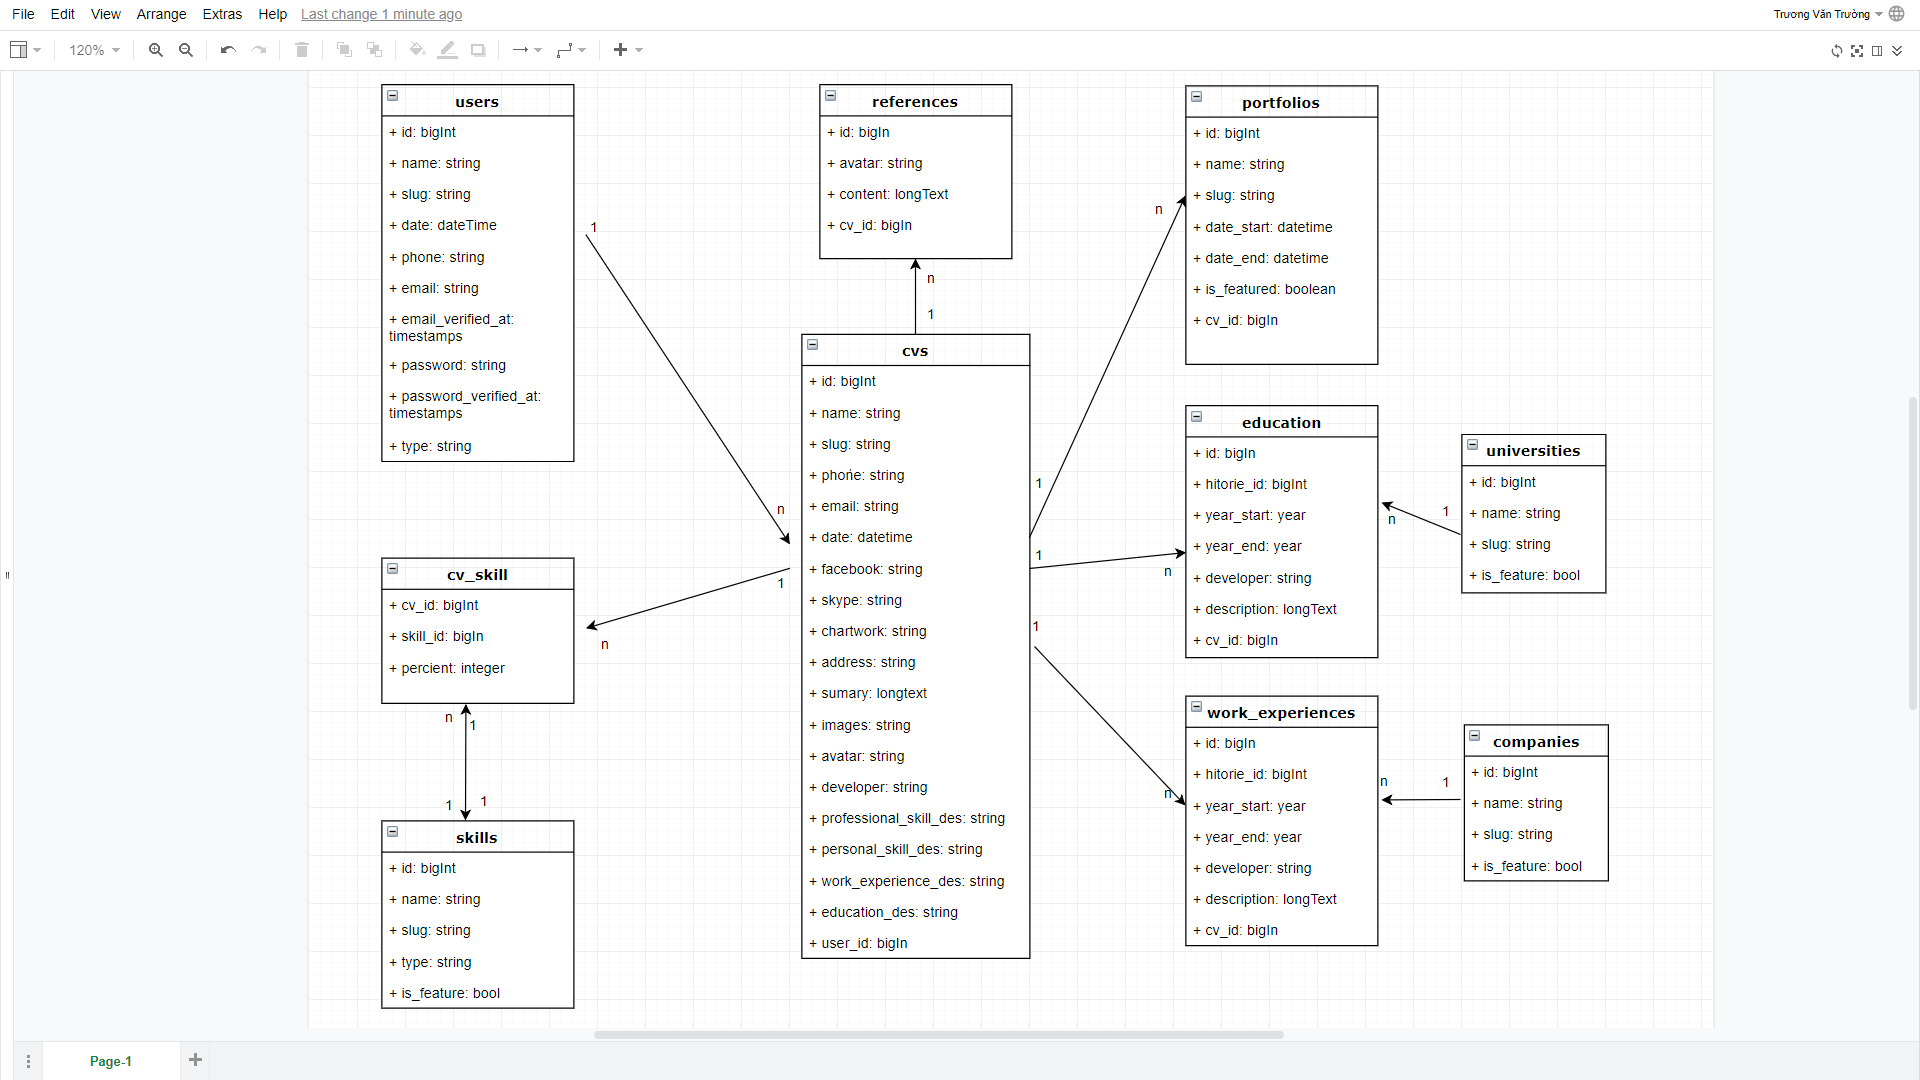 File Edit View Arrange Extras Help Last change 1 minute ago
Trương Văn Trường
120%
users
+ id: bigInt
+ name: string
+ slug: string
+ date: dateTime
+ phone: string
+ email: string
+ email_verified_at:
timestamps
+ password: string
+ password_verified_at:
timestamps
+ type: string
references
+ id: bigIn
+ avatar: string
+ content: longText
+ cv_id: bigIn
portfolios
+ id: bigInt
+ name: string
+ slug: string
+ date_start: datetime
+ date_end: datetime
+ is_featured: boolean
+ cv_id: bigIn
1
n
n
1
n
1
1
n
1
n
1
n
cvs
+ id: bigInt
+ name: string
+ slug: string
+ phone: string
+ email: string
+ date: datetime
+ facebook: string
+ skype: string
+ chartwork: string
+ address: string
+ sumary: longtext
+ images: string
+ avatar: string
+ developer: string
+ professional_skill_des: string
+ personal_skill_des: string
+ work_experience_des: string
+ education_des: string
+ user_id: bigIn
education
+ id: bigIn
+ hitorie_id: bigInt
+ year_start: year
+ year_end: year
+ developer: string
+ description: longText
+ cv_id: bigIn
n
1
universities
+ id: bigInt
+ name: string
+ slug: string
+ is_feature: bool
cv_skill
+ cv_id: bigInt
+ skill_id: bigIn
+ percient: integer
n
1
1
1
skills
+ id: bigInt
+ name: string
+ slug: string
+ type: string
+ is_feature: bool
work_experiences
+ id: bigIn
+ hitorie_id: bigInt
+ year_start: year
+ year_end: year
+ developer: string
+ description: longText
+ cv_id: bigIn
n
1
companies
+ id: bigInt
+ name: string
+ slug: string
+ is_feature: bool
Page-1